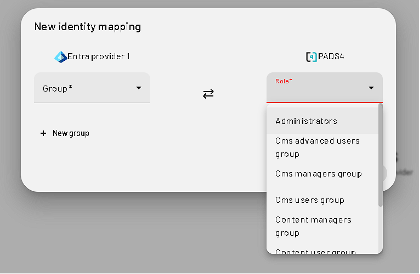 New identity mapping
Entra provider 1
PADS4
Group*
Role*
Administrators
Cms advanced users
group
+ New group
Cms managers group
Cms users group
Content managers
group
Content user group